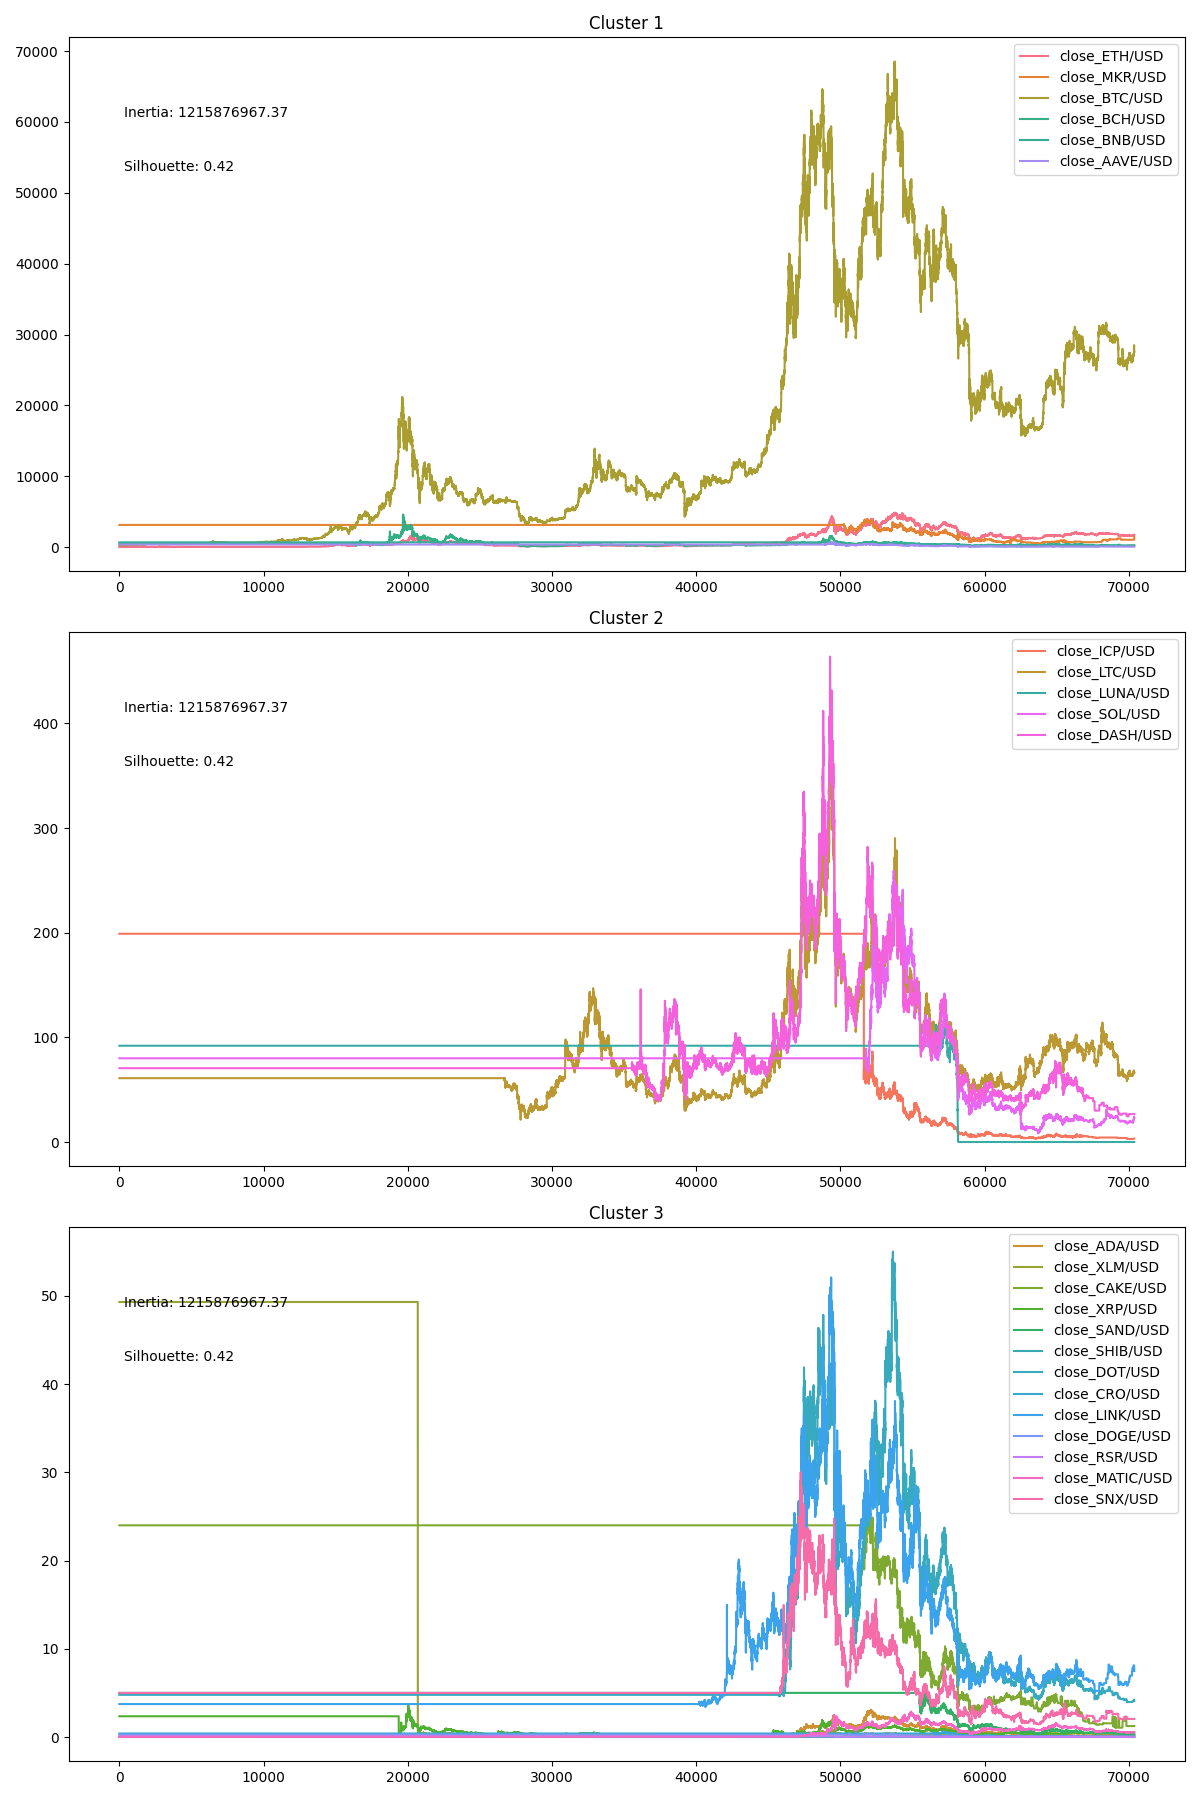 Cluster 1
70000
60000
50000
40000
30000
20000
10000
0
Inertia: 1215876967.37
Silhouette: 0.42
close_ETH/USD
close_MKR/USD
close_BTC/USD
close_BCH/USD
close_BNB/USD
close_AAVE/USD
0 10000 20000 30000 40000 50000 60000 70000
Cluster 2
400
300
200
100
0
Inertia: 1215876967.37
Silhouette: 0.42
close_ICP/USD
close_LTC/USD
close_LUNA/USD
close_SOL/USD
close_DASH/USD
0 10000 20000 30000 40000 50000 60000 70000
Cluster 3
50
40
30
20
10
0
Inertia: 1215876967.37
Silhouette: 0.42
close_ADA/USD
close_XLM/USD
close_CAKE/USD
close_XRP/USD
close_SAND/USD
close_SHIB/USD
close_DOT/USD
close_CRO/USD
close_LINK/USD
close_DOGE/USD
close_RSR/USD
close_MATIC/USD
close_SNX/USD
0 10000 20000 30000 40000 50000 60000 70000